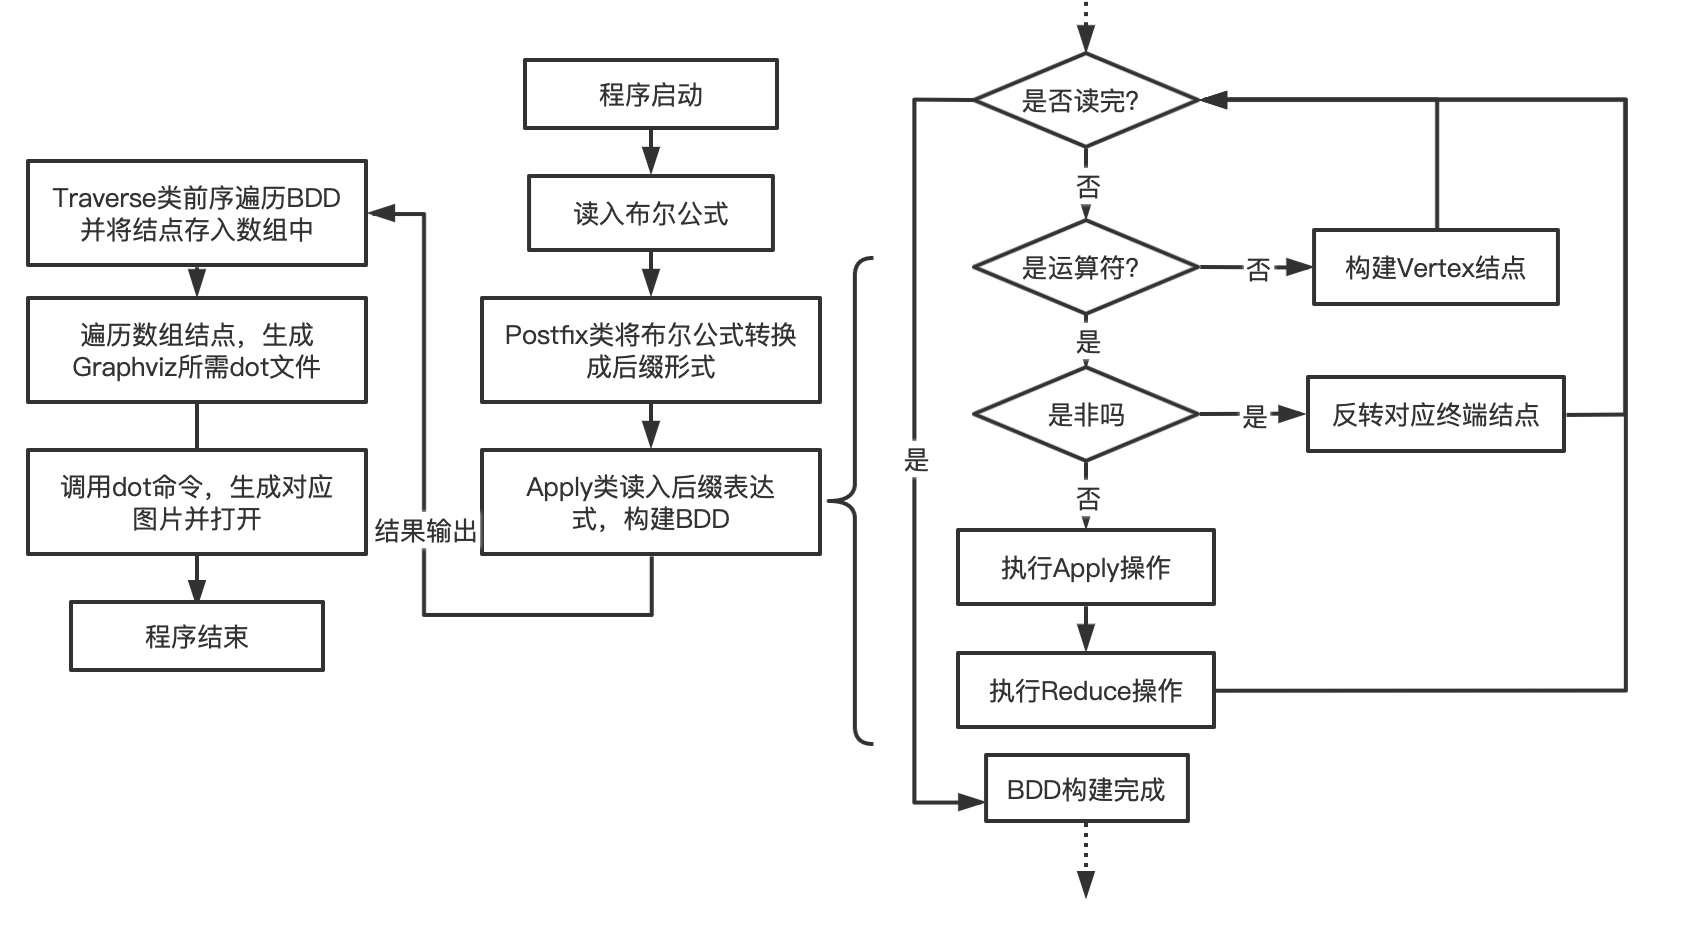 程序启动
读入布尔公式
Postfix类将布尔公式转换
成后缀形式
Apply类读入后缀表达
式，构建BDD
结果输出
Traverse类前序遍历BDD
并将结点存入数组中
遍历数组结点，生成
Graphviz所需dot文件
调用dot命令，生成对应
图片并打开
程序结束
是否读完？
否
是运算符？
否
构建Vertex结点
是
是非吗
是
反转对应终端结点
否
执行Apply操作
执行Reduce操作
是
BDD构建完成